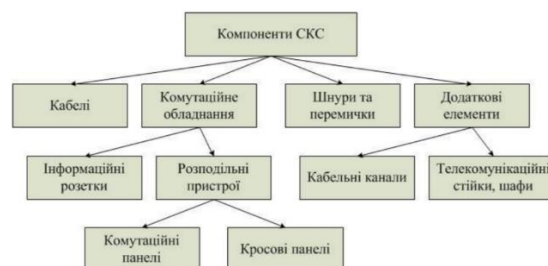 Компоненти СКС
Кабелі
Комутаційне
обладнання
Шнури та
перемички
Додаткові
елементи
Інформаційні
розетки
Розподільні
пристрої
Кабельні канали
Телекомунікаційні
стійки, шафи
Комутаційні
панелі
Кросові панелі